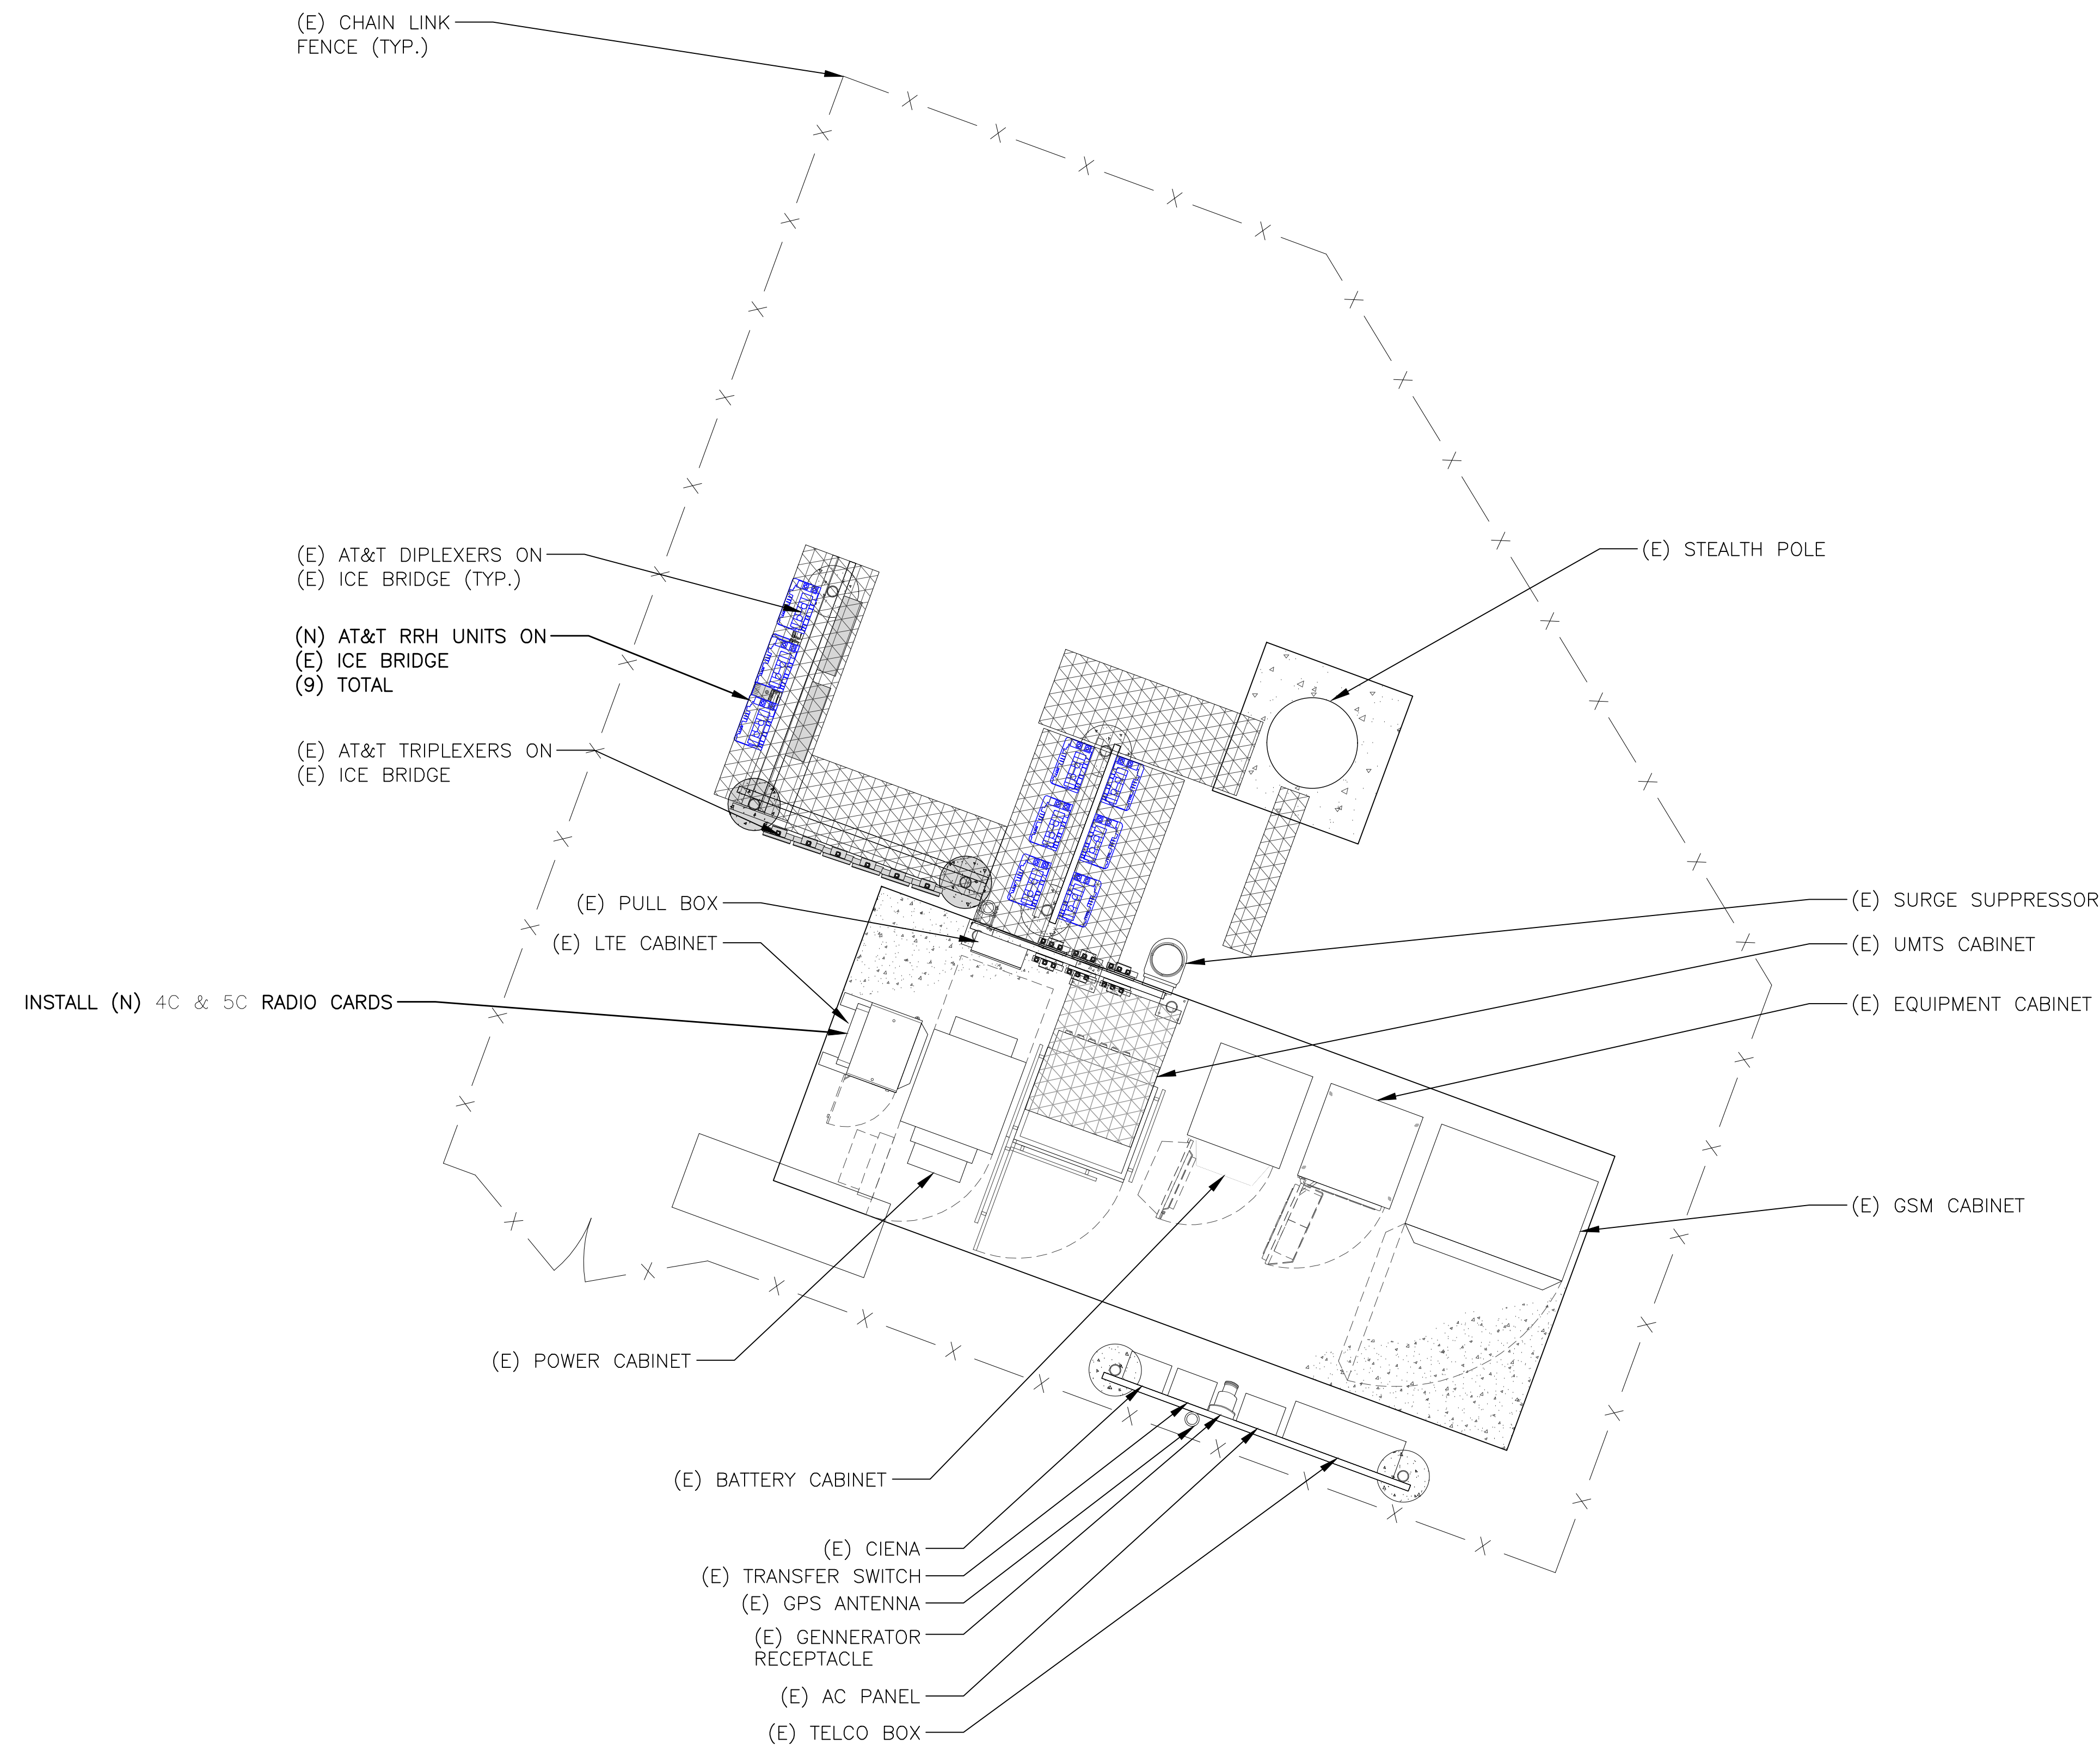 (E) CHAIN LINK
FENCE (TYP.)
(E) AT&T DIPLEXERS ON
(E) ICE BRIDGE (TYP.)
(E) STEALTH POLE
(N) AT&T RRH UNITS ON
(E) ICE BRIDGE
(9) TOTAL
(E) AT&T TRIPLEXERS ON
(E) ICE BRIDGE
(E) PULL BOX
(E) SURGE SUPPRESSOR
(E) LTE CABINET
(E) UMTS CABINET
INSTALL (N) 4C & 5C RADIO CARDS
(E) EQUIPMENT CABINET
(E) GSM CABINET
(E) POWER CABINET
(E) BATTERY CABINET
(E) CIENA
(E) TRANSFER SWITCH
(E) GPS ANTENNA
(E) GENNERATOR
RECEPTACLE
(E) AC PANEL
(E) TELCO BOX